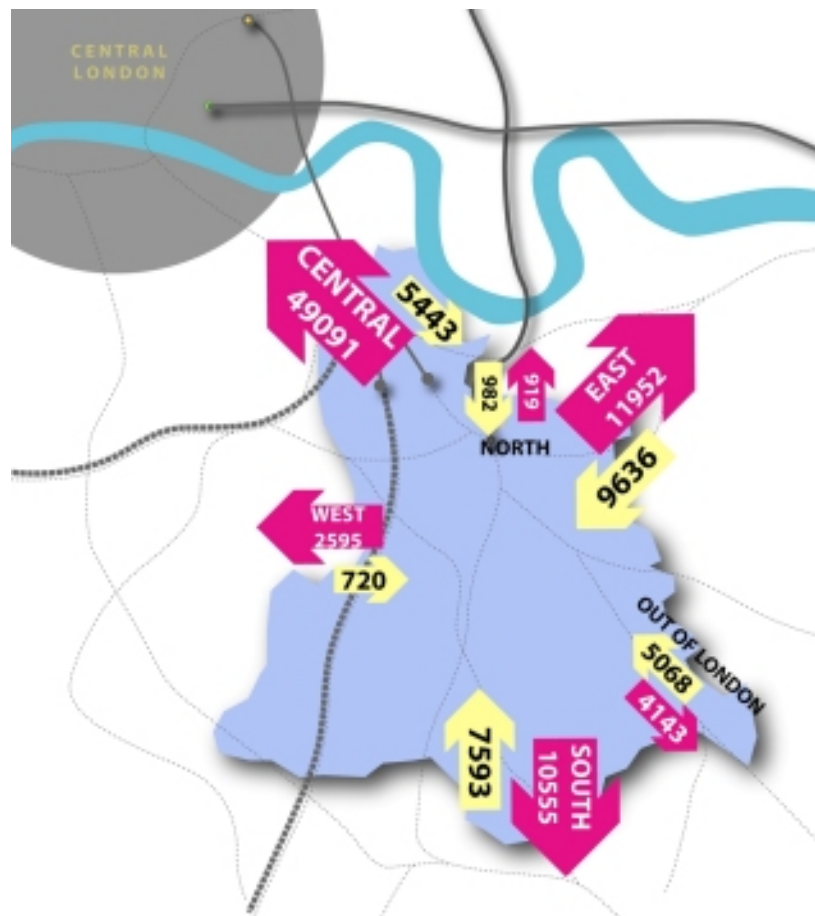 CENTRAL
LONDON
CENTRAL
49091
5443
982
919
NORTH
EAST
11952
9636
WEST
2595
720
OUT OF LONDON
5068
4143
7593
SOUTH
10555